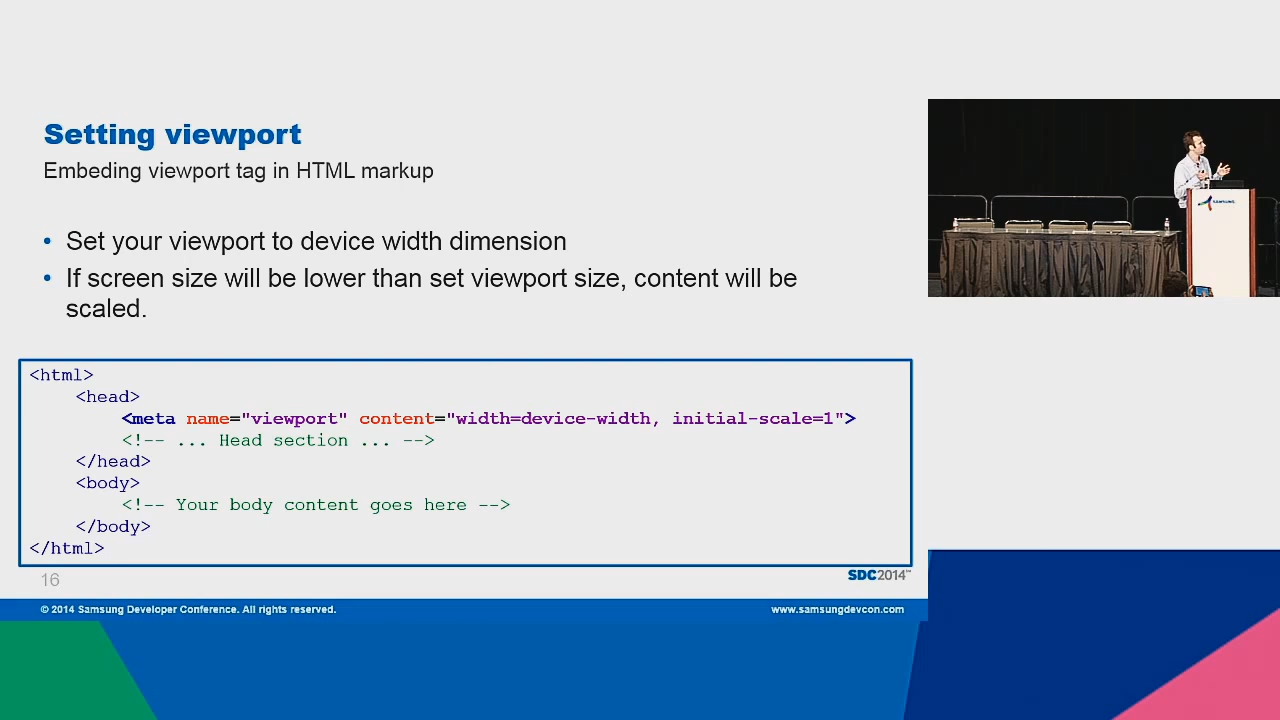 Setting viewport
Embeding viewport tag in HTML markup
• Set your viewport to device width dimension
• If screen size will be lower than set viewport size, content will be
scaled.
<html>
<head>
<meta name="viewport" content="width=device-width, initial-scale=1">
<!-- ... Head section ... -->
</head>
<body>
<!-- Your body content goes here -->
</body>
</html>
16
SDC2014™
© 2014 Samsung Developer Conference. All rights reserved.
www.samsungdevcon.com
SAMSUNG